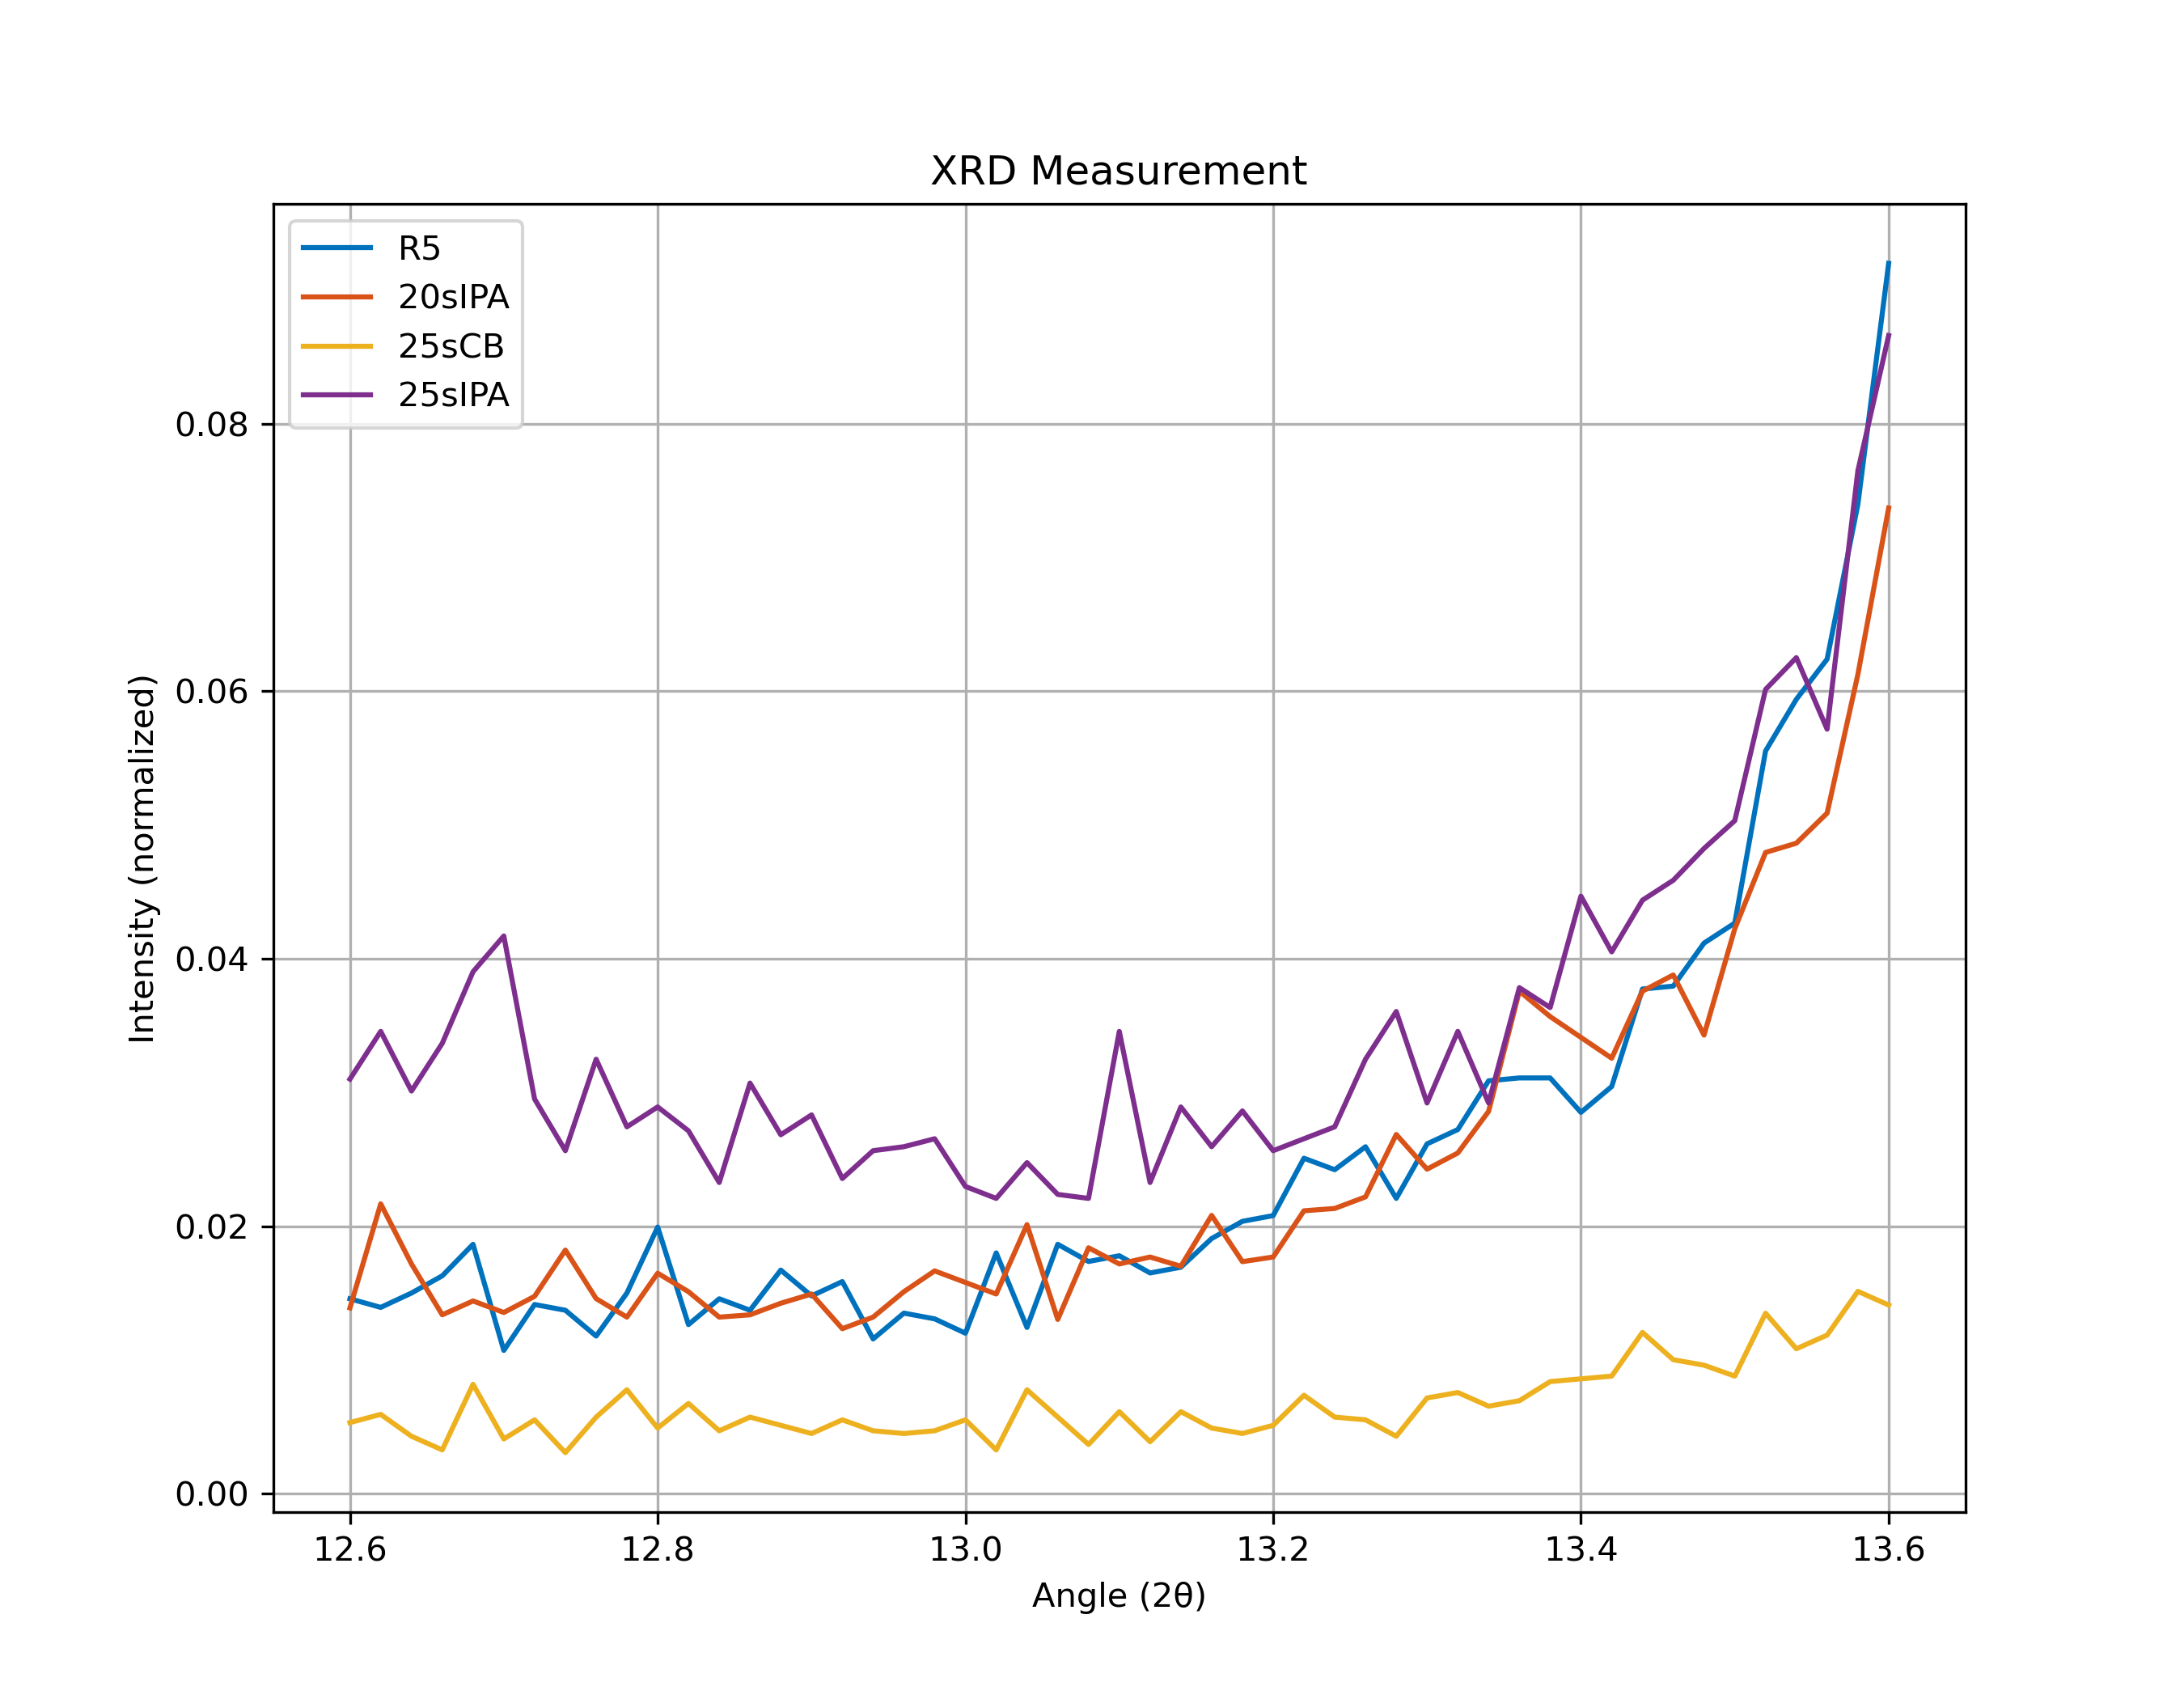 XRD Measurement
R5
20sIPA
25sCB
25sIPA
Intensity (normalized)
0.08
0.06
0.04
0.02
0.00
12.6 12.8 13.0 13.2 13.4 13.6
Angle (2θ)